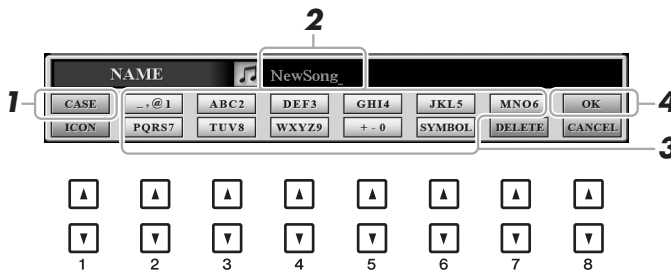 2
NAME NewSong_
1 CASE _,@1 ABC2 DEF3 GHI4 JKL5 MNO6 OK 4
ICON PQRS7 TUV8 WXYZ9 + - 0 SYMBOL DELETE CANCEL
3
1 2 3 4 5 6 7 8